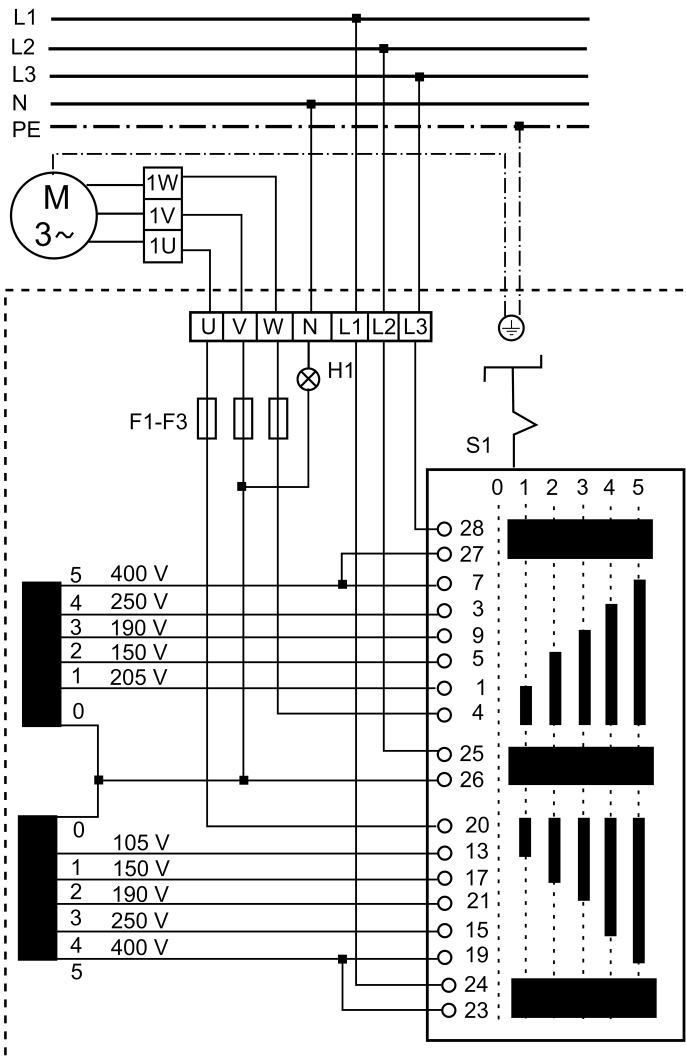 L1
L2
L3
N
PE
M
3~
1W
1V
1U
U V W N L1 L2 L3
H1
F1-F3
S1
0 1 2 3 4 5
28
27
5 400 V 7
4 250 V 3
3 190 V 9
2 150 V 5
1 205 V 1
0 4
25
26
0 20
105 V 13
1 150 V 17
2 190 V 21
3 250 V 15
4 400 V 19
5 24
23